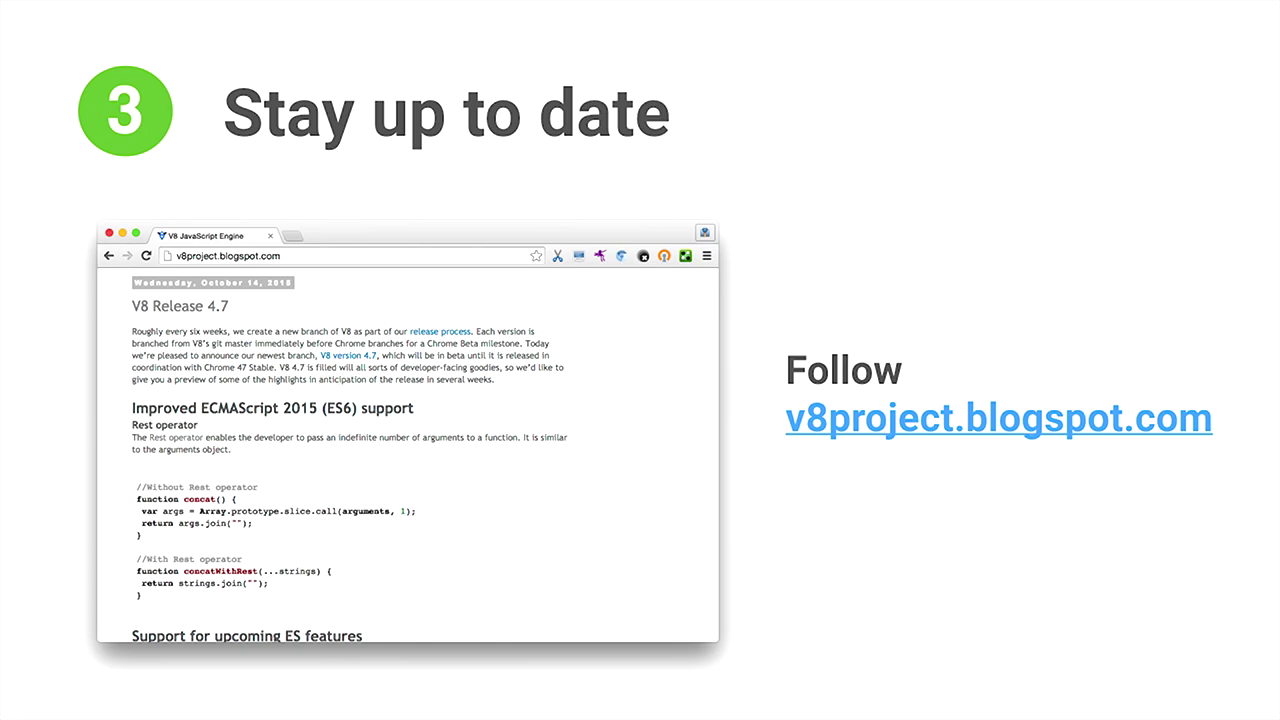 3 Stay up to date
V8 JavaScript Engine
v8project.blogspot.com
Wednesday, October 14, 2015
V8 Release 4.7
Roughly every six weeks, we create a new branch of V8 as part of our release process. Each version is
branched from V8's git master immediately before Chrome branches for a Chrome Beta milestone. Today
we're pleased to announce our newest branch, V8 version 4.7, which will be in beta until it is released in
coordination with Chrome 47 Stable. V8 4.7 is filled will all sorts of developer-facing goodies, so we'd like to
give you a preview of some of the highlights in anticipation of the release in several weeks.
Improved ECMAScript 2015 (ES6) support
Rest operator
The Rest operator enables the developer to pass an indefinite number of arguments to a function. It is similar
to the arguments object.
//Without Rest operator
function concat() {
var args = Array.prototype.slice.call(arguments, 1);
return args.join("");
}
//With Rest operator
function concatWithRest(...strings) {
return strings.join("");
}
Support for upcoming ES features
Follow
v8project.blogspot.com